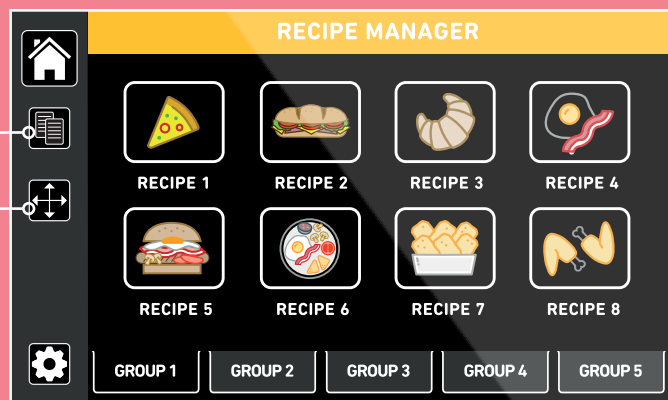 RECIPE MANAGER
RECIPE 1 RECIPE 2 RECIPE 3 RECIPE 4
RECIPE 5 RECIPE 6 RECIPE 7 RECIPE 8
GROUP 1 GROUP 2 GROUP 3 GROUP 4 GROUP 5